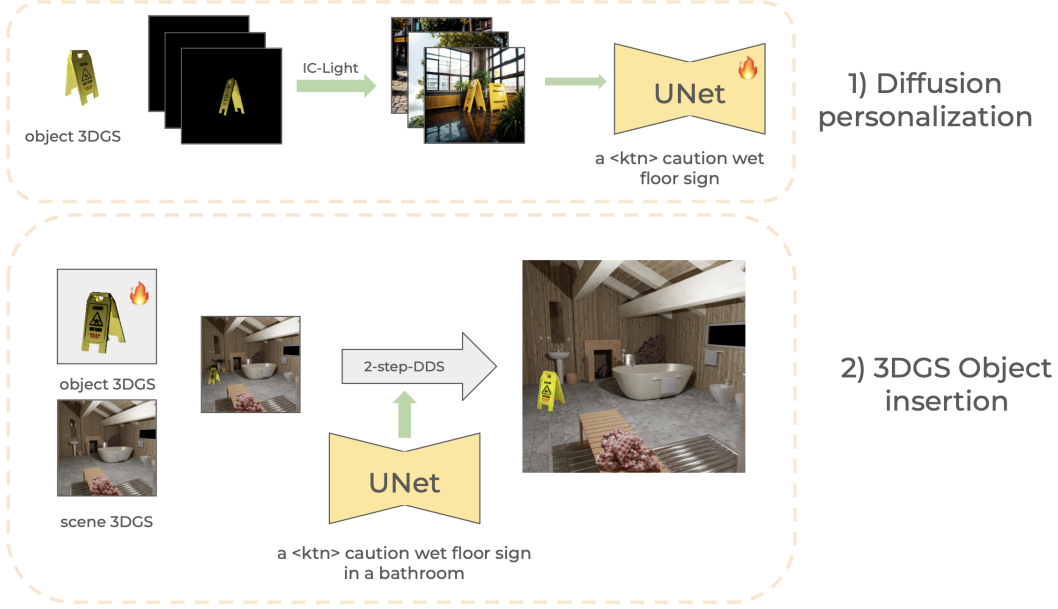 IC-Light
object 3DGS
UNet
a <ktn> caution wet
floor sign
1) Diffusion
personalization
object 3DGS
scene 3DGS
2-step-DDS
UNet
a <ktn> caution wet floor sign
in a bathroom
2) 3DGS Object
insertion